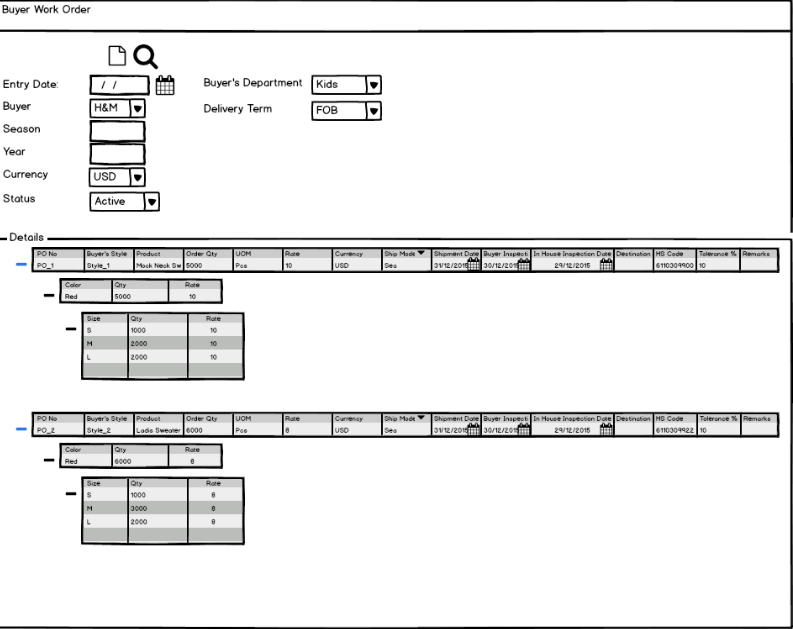 Buyer Work Order
Entry Date: / / Buyer's Department Kids
Buyer H&M Delivery Term FOB
Season
Year
Currency USD
Status Active
Details
PO No Buyer's Style Product Order Qty UOM Rate Currency Ship Mode Shipment Date Buyer Inspecti In House Inspection Date Destination HS Code Tolerance % Remarks
PO_1 Style_1 Mock Neck Sw 5000 Pcs 10 USD Sea 31/12/2015 30/12/2015 29/12/2015 6110309900 10
Color Qty Rate
Red 5000 10
Size Qty Rate
S 1000 10
M 2000 10
L 2000 10
PO No Buyer's Style Product Order Qty UOM Rate Currency Ship Mode Shipment Date Buyer Inspecti In House Inspection Date Destination HS Code Tolerance % Remarks
PO_2 Style_2 Ladis Sweater 6000 Pcs 8 USD Sea 31/12/2015 30/12/2015 29/12/2015 6110309922 10
Color Qty Rate
Red 6000 8
Size Qty Rate
S 1000 8
M 3000 8
L 2000 8